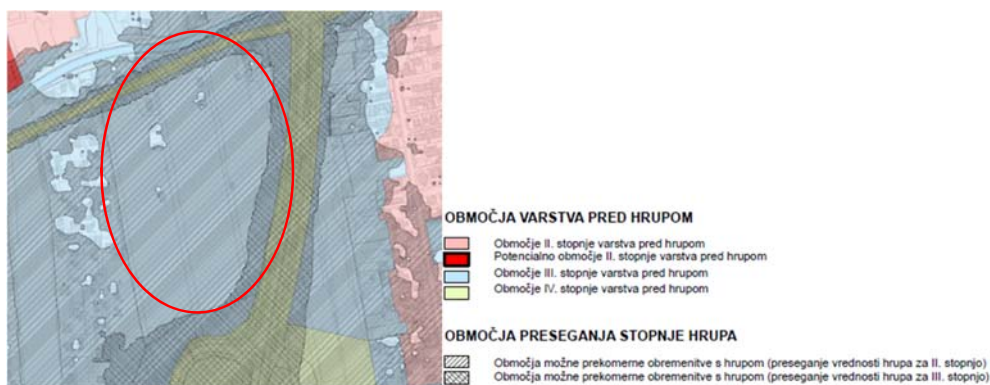 OBMOČJA VARSTVA PRED HRUPOM
Območje II. stopnje varstva pred hrupom
Potencialno območje II. stopnje varstva pred hrupom
Območje III. stopnje varstva pred hrupom
Območje IV. stopnje varstva pred hrupom
OBMOČJA PRESEGANJA STOPNJE HRUPA
Območja možne prekomerne obremenitve s hrupom (preseganje vrednosti hrupa za II. stopnjo)
Območja možne prekomerne obremenitve s hrupom (preseganje vrednosti hrupa za III. stopnjo)